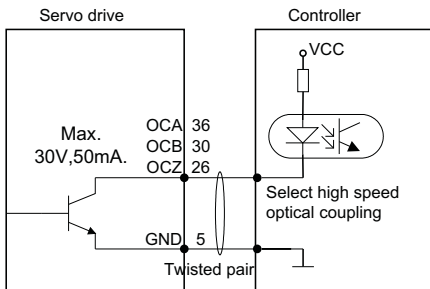 Servo drive
Controller
VCC
Max.
30V,50mA.
OCA 36
OCB 30
OCZ 26
Select high speed
optical coupling
GND 5
Twisted pair